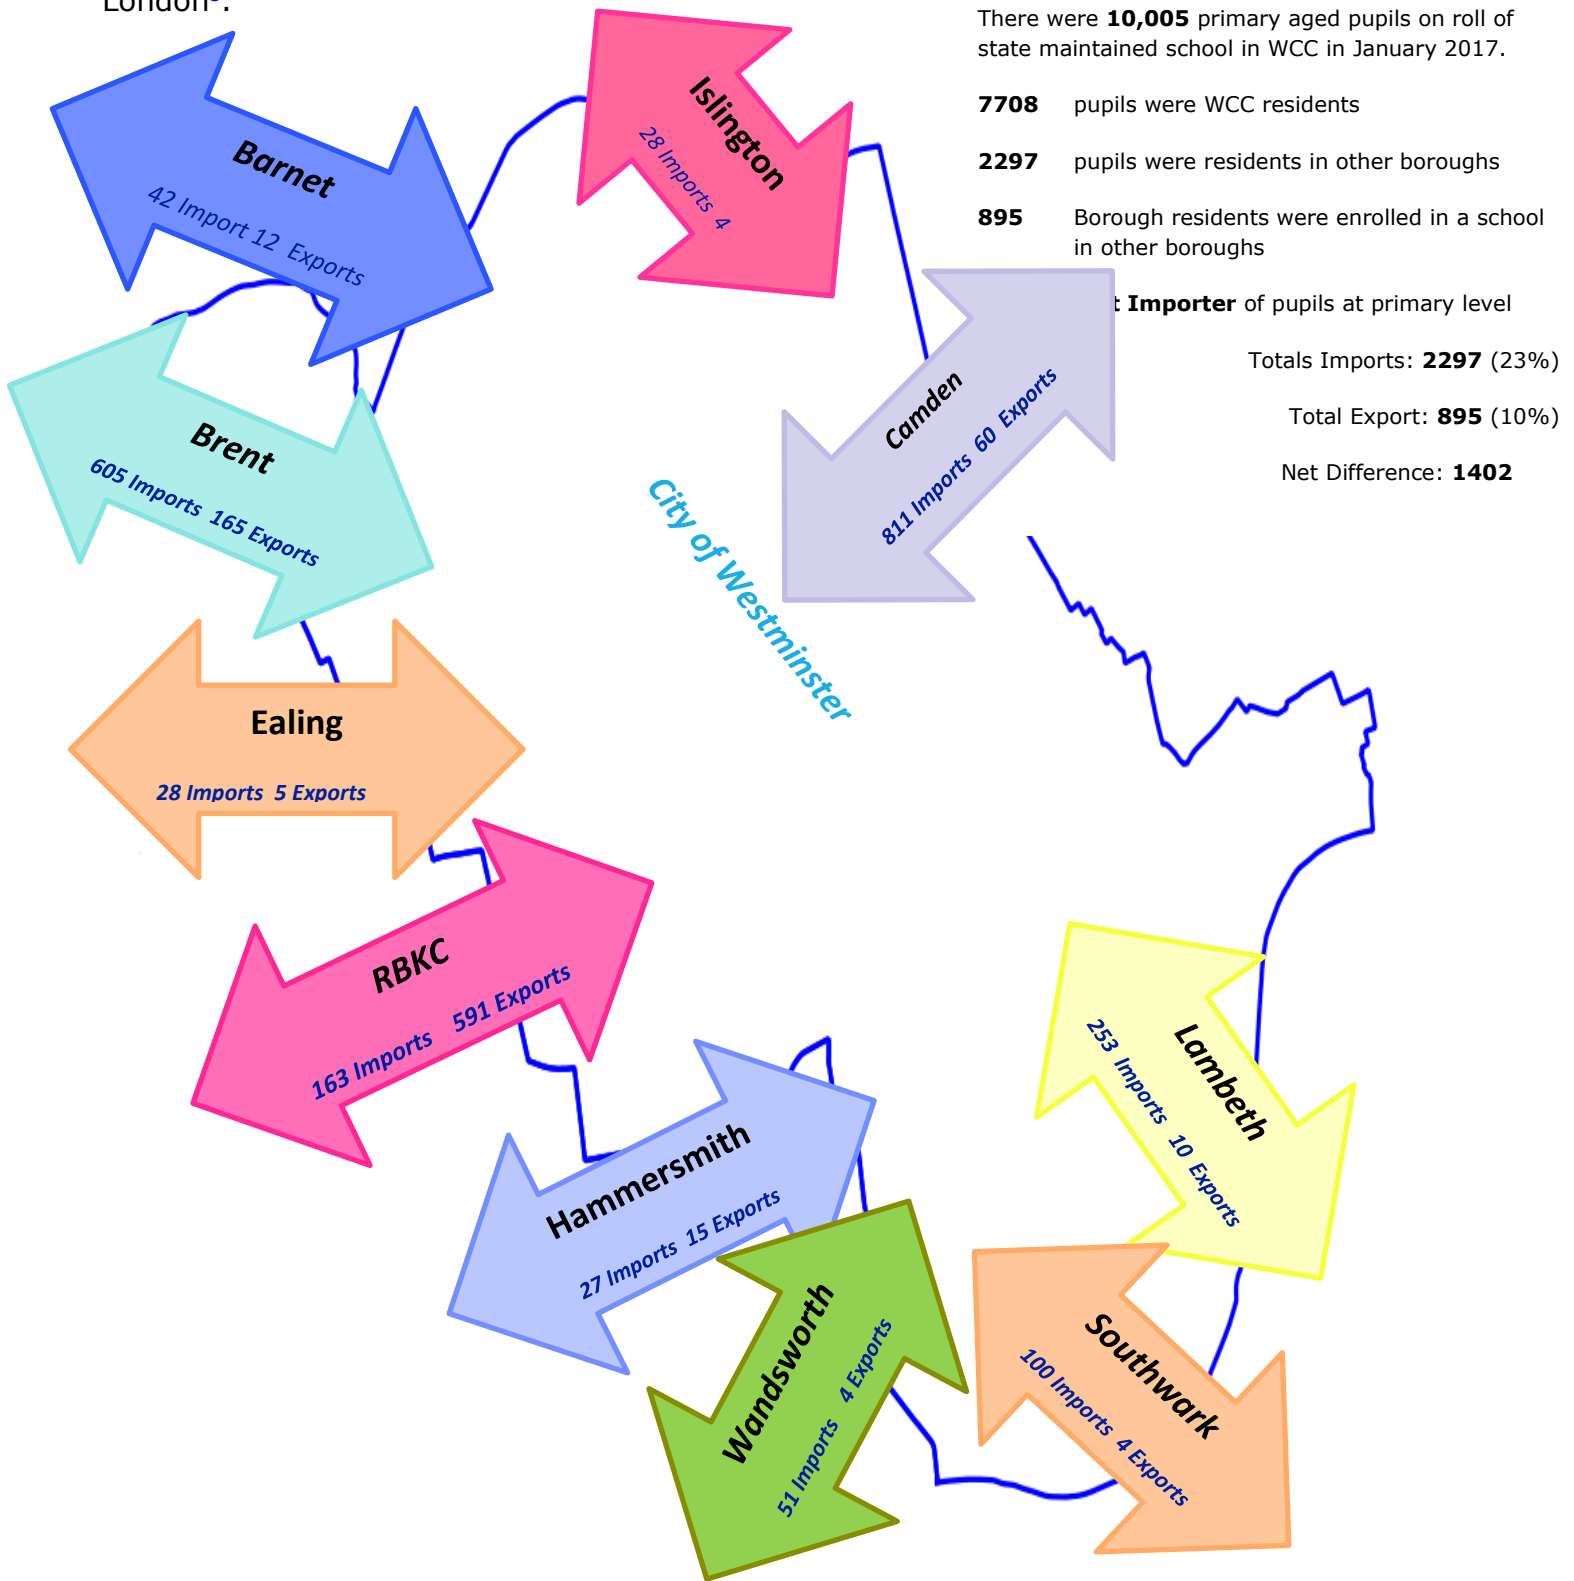 London
There were 10,005 primary aged pupils on roll of
state maintained school in WCC in January 2017.
7708 pupils were WCC residents
2297 pupils were residents in other boroughs
895 Borough residents were enrolled in a school
in other boroughs
t Importer of pupils at primary level
Totals Imports: 2297 (23%)
Total Export: 895 (10%)
Net Difference: 1402
Barnet
42 Import 12 Exports
Islington
28 Imports 4
Camden
811 Imports 60 Exports
Brent
605 Imports 165 Exports
City of Westminster
Ealing
28 Imports 5 Exports
RBKC
163 Imports 591 Exports
Hammersmith
27 Imports 15 Exports
Wandsworth
51 Imports 4 Exports
Lambeth
253 Imports 10 Exports
Southwark
100 Imports 4 Exports